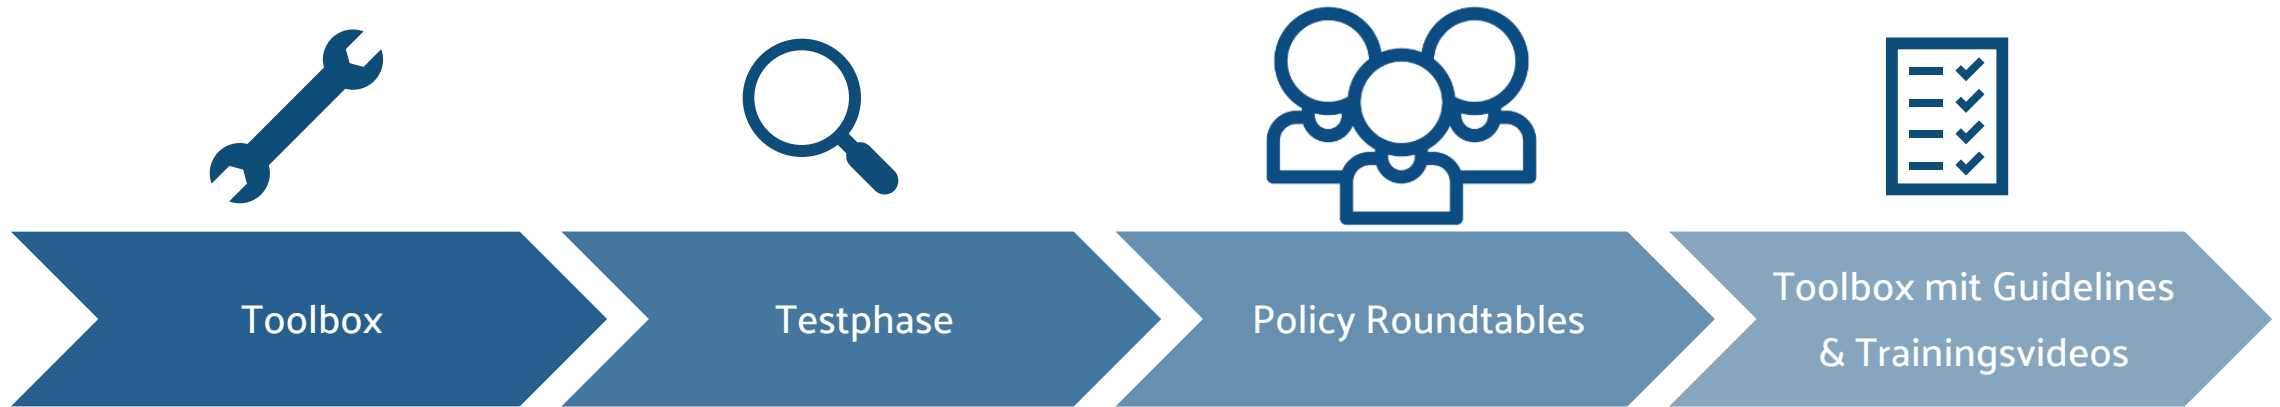 Toolbox
Testphase
Policy Roundtables
Toolbox mit Guidelines
& Trainingsvideos